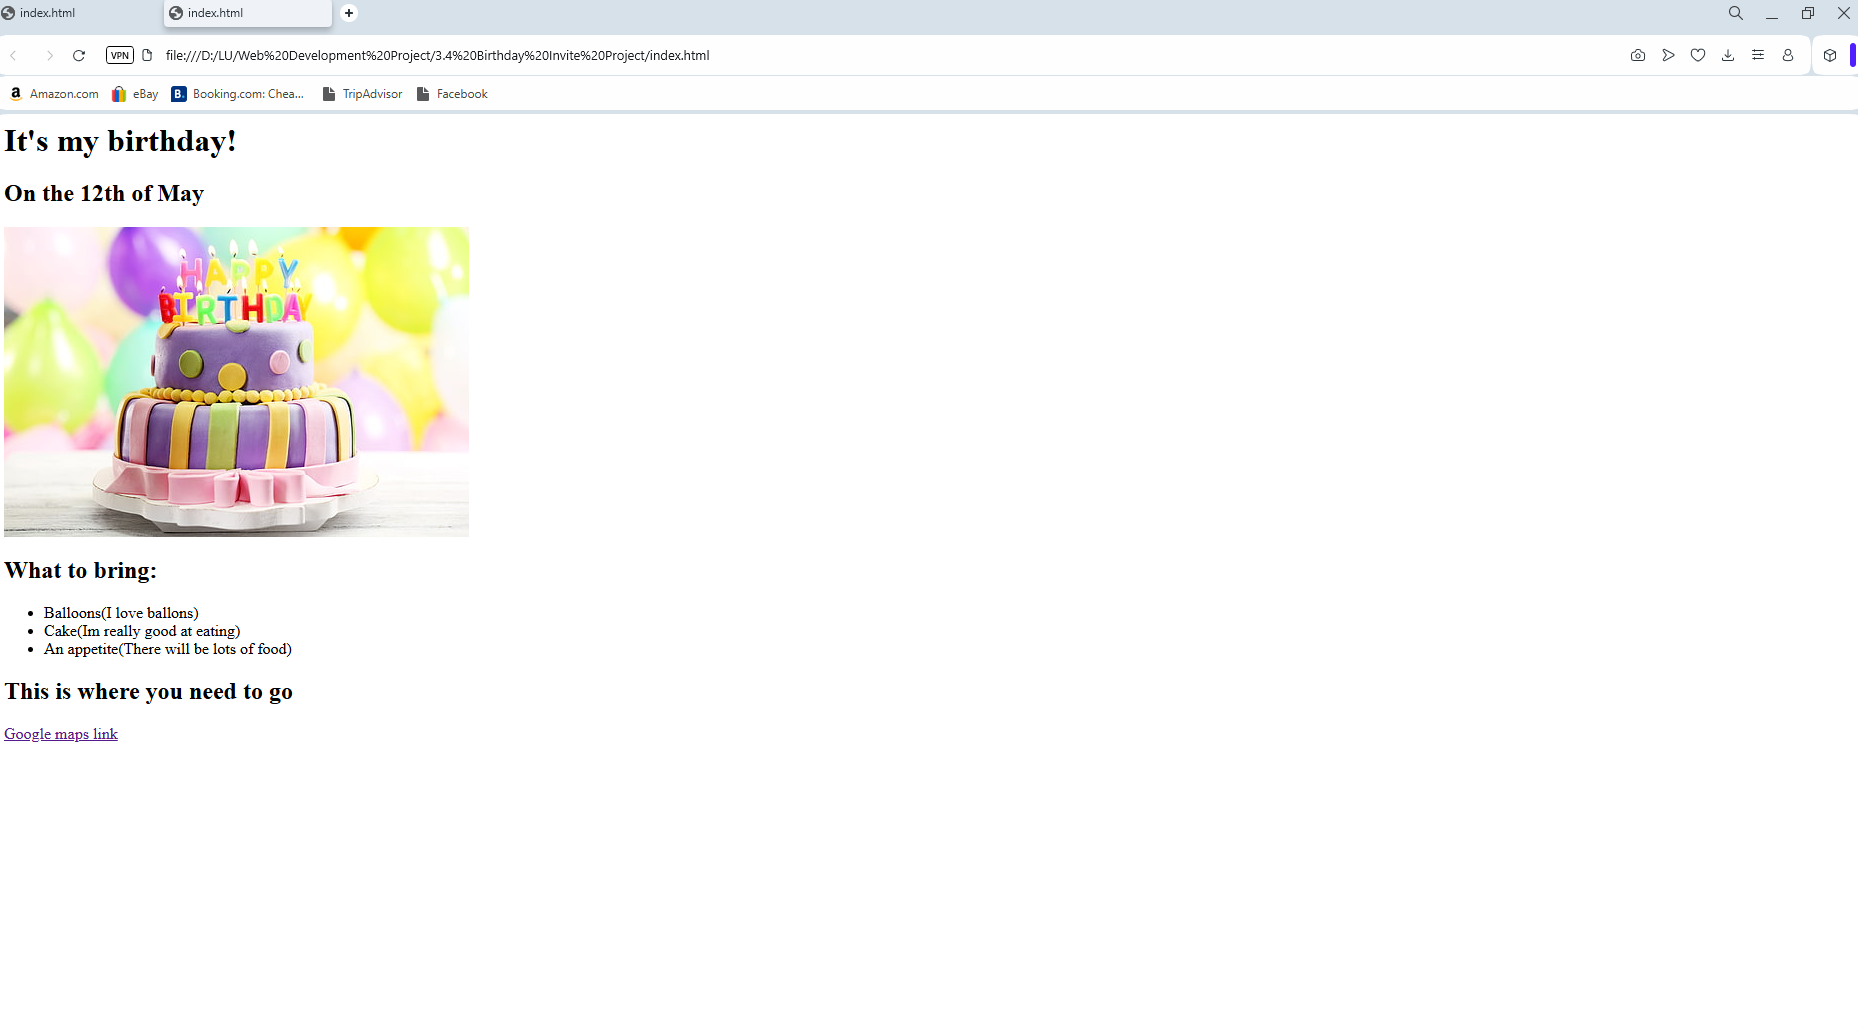 index.html
index.html
VPN
file:///D:/LU/Web%20Development%20Project/3.4%20Birthday%20Invite%20Project/index.html
Amazon.com eBay B. Booking.com: Chea... TripAdvisor Facebook
It's my birthday!
On the 12th of May
HAPPY
BIRTHDAY
What to bring:
Balloons(I love ballons)
Cake(Im really good at eating)
An appetite(There will be lots of food)
This is where you need to go
Google maps link